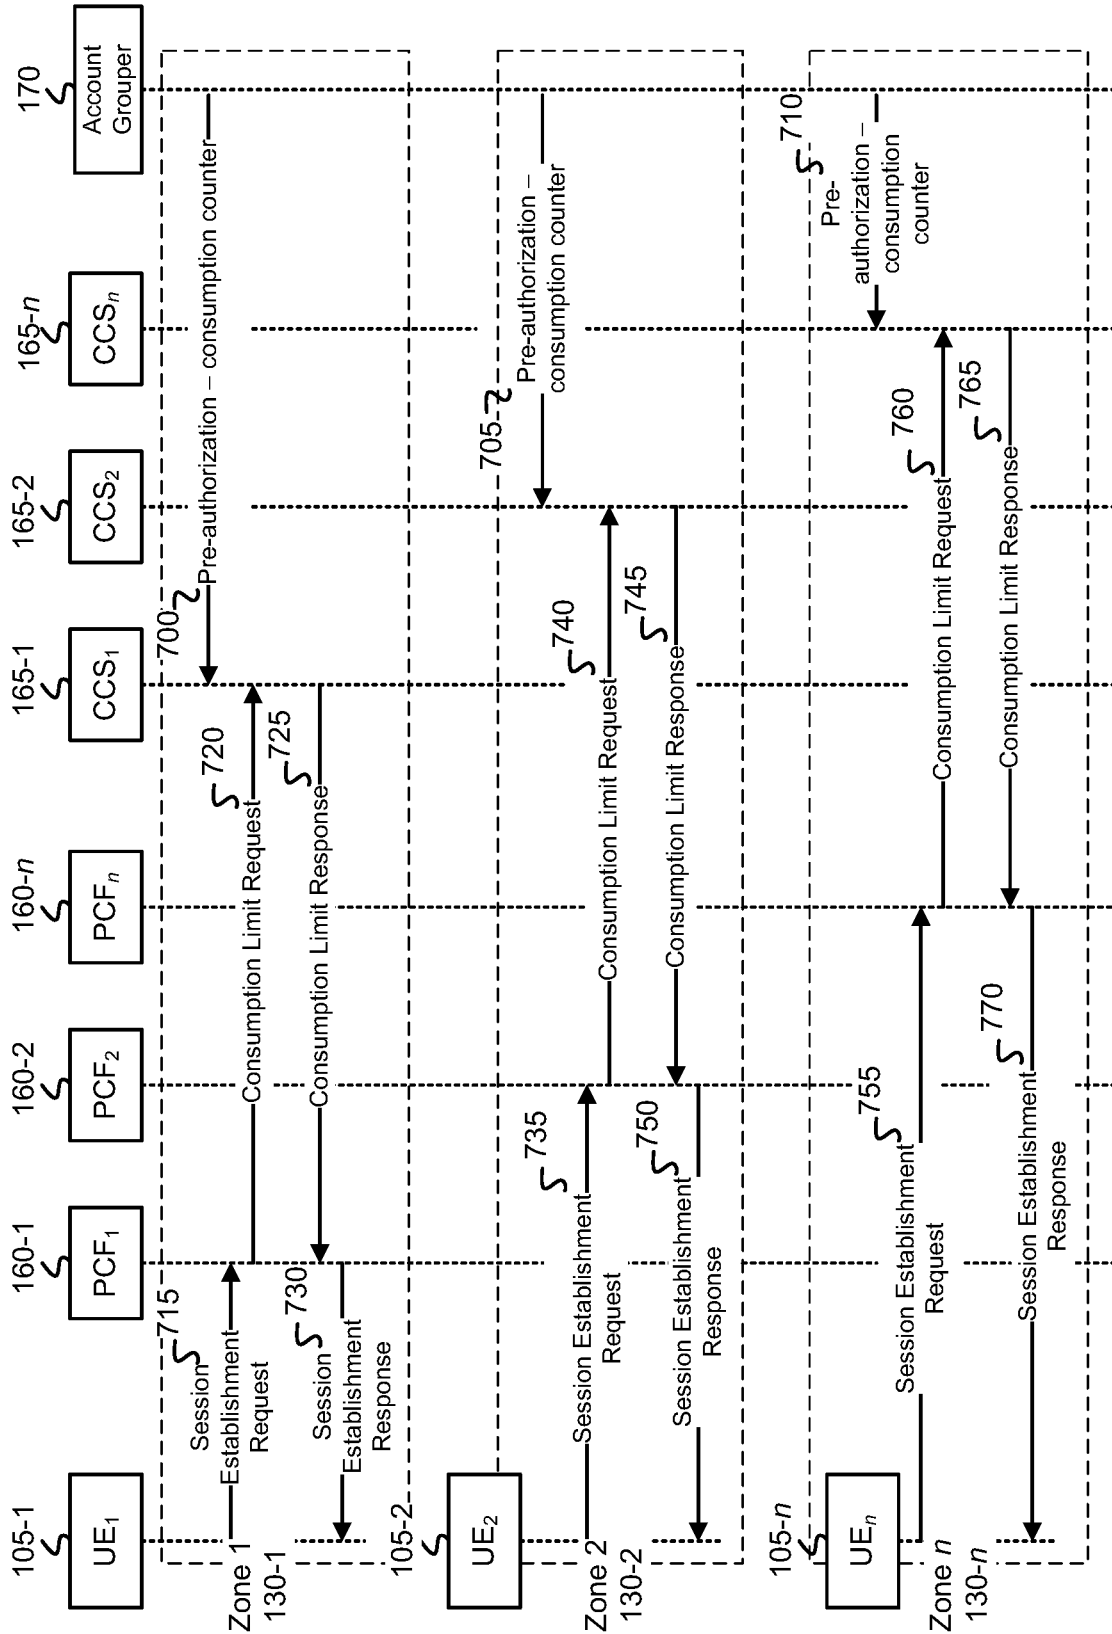 105-1
160-1
160-2
160-n
165-1
165-2
165-n
170
UE1
PCF1
PCF2
PCFn
CCS1
CCS2
CCSn
Account
Grouper
700
Pre-authorization – consumption counter
715
Session
Establishment
Request
720
Consumption Limit Request
725
Consumption Limit Response
730
Session
Establishment
Response
Zone 1
130-1
105-2
UE2
705
Pre-authorization –
consumption counter
735
Session Establishment
Request
740
Consumption Limit Request
745
Consumption Limit Response
750
Session Establishment
Response
Zone 2
130-2
105-n
UEn
710
Pre-
authorization –
consumption
counter
755
Session Establishment
Request
760
Consumption Limit Request
765
Consumption Limit Response
770
Session Establishment
Response
Zone n
130-n